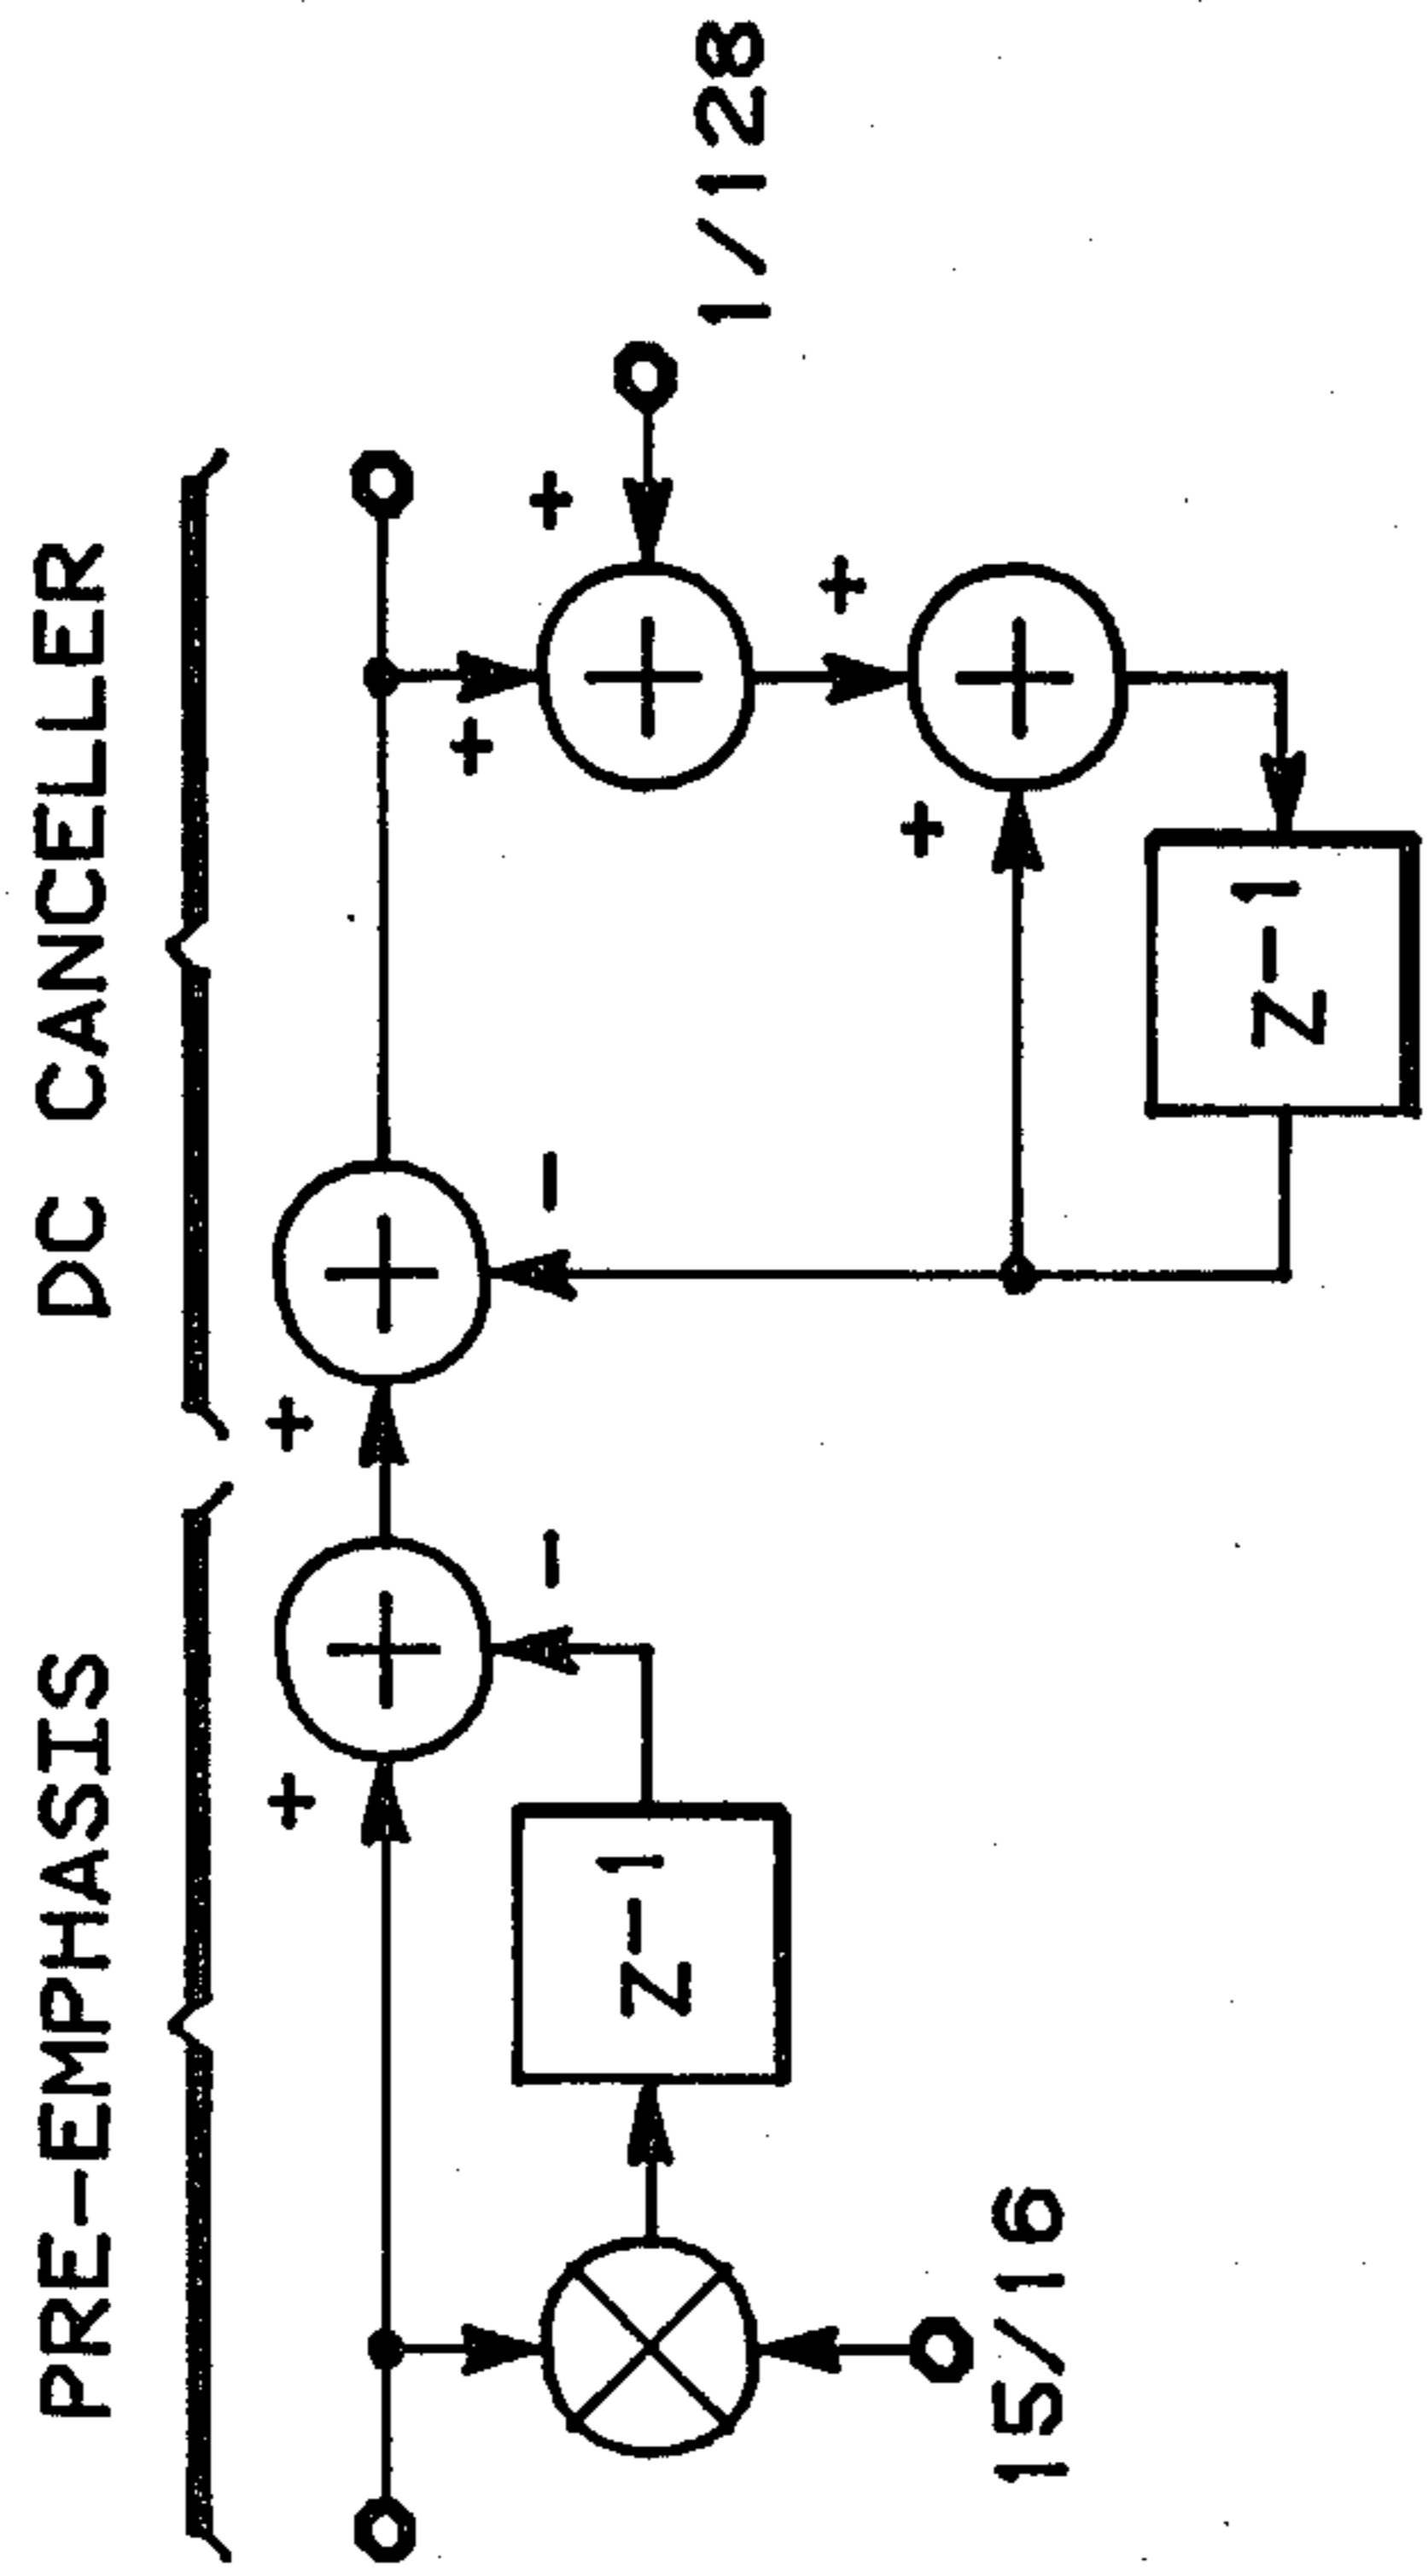 PRE-EMPHASIS
DC CANCELLER
+
-
+
-
Z-1
+
+
1/128
15/16
+
+
Z-1